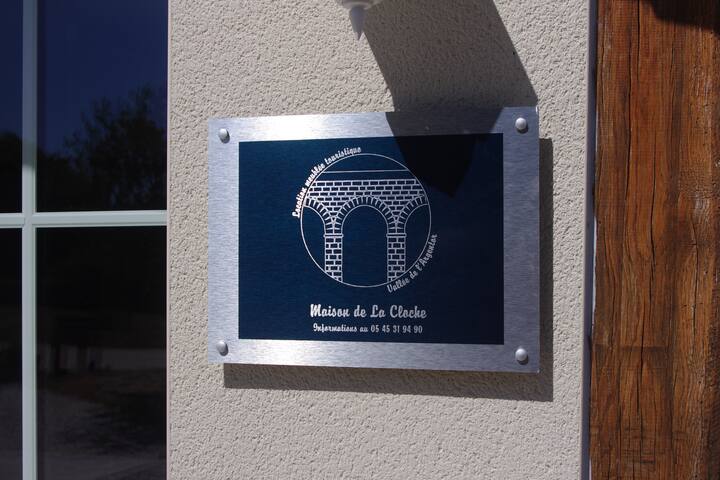 Location meublée touristique
Vallée de l'Argentor
Maison de La Cloche
Informations au 05 45 31 94 90